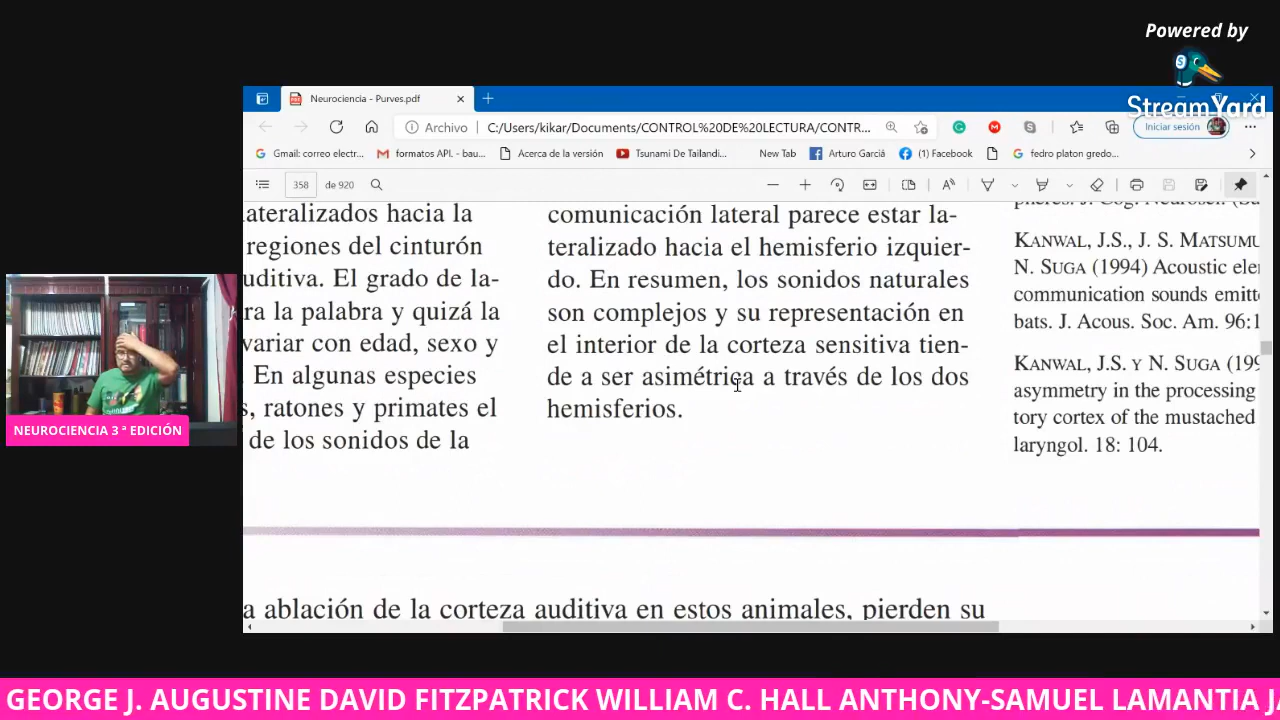 Powered by
StreamYard
Neurociencia - Purves.pdf
Archivo
C:/Users/kikar/Documents/CONTROL%20DE%20LECTURA/CONTR...
Iniciar sesión
Gmail: correo electr...
formatos API. - bau...
Acerca de la versión
Tsunami De Tailandi...
New Tab
Arturo Garciâ
(1) Facebook
fedro platon gredo...
358
de 920
ateralizados hacia la
regiones del cinturón
uditiva. El grado de la-
ra la palabra y quizá la
variar con edad, sexo y
. En algunas especies
s, ratones y primates el
de los sonidos de la
comunicación lateral parece estar la-
teralizado hacia el hemisferio izquier-
do. En resumen, los sonidos naturales
son complejos y su representación en
el interior de la corteza sensitiva tien-
de a ser asimétrica a través de los dos
hemisferios.
KANWAL, J.S., J. S. MATSUMU
N. SUGA (1994) Acoustic ele
communication sounds emitt
bats. J. Acous. Soc. Am. 96:1
KANWAL, J.S. Y N. SUGA (199
asymmetry in the processing
tory cortex of the mustached
laryngol. 18: 104.
a ablación de la corteza auditiva en estos animales, pierden su
NEUROCIENCIA 3 ª EDICIÓN
GEORGE J. AUGUSTINE DAVID FITZPATRICK WILLIAM C. HALL ANTHONY-SAMUEL LAMANTIA JA